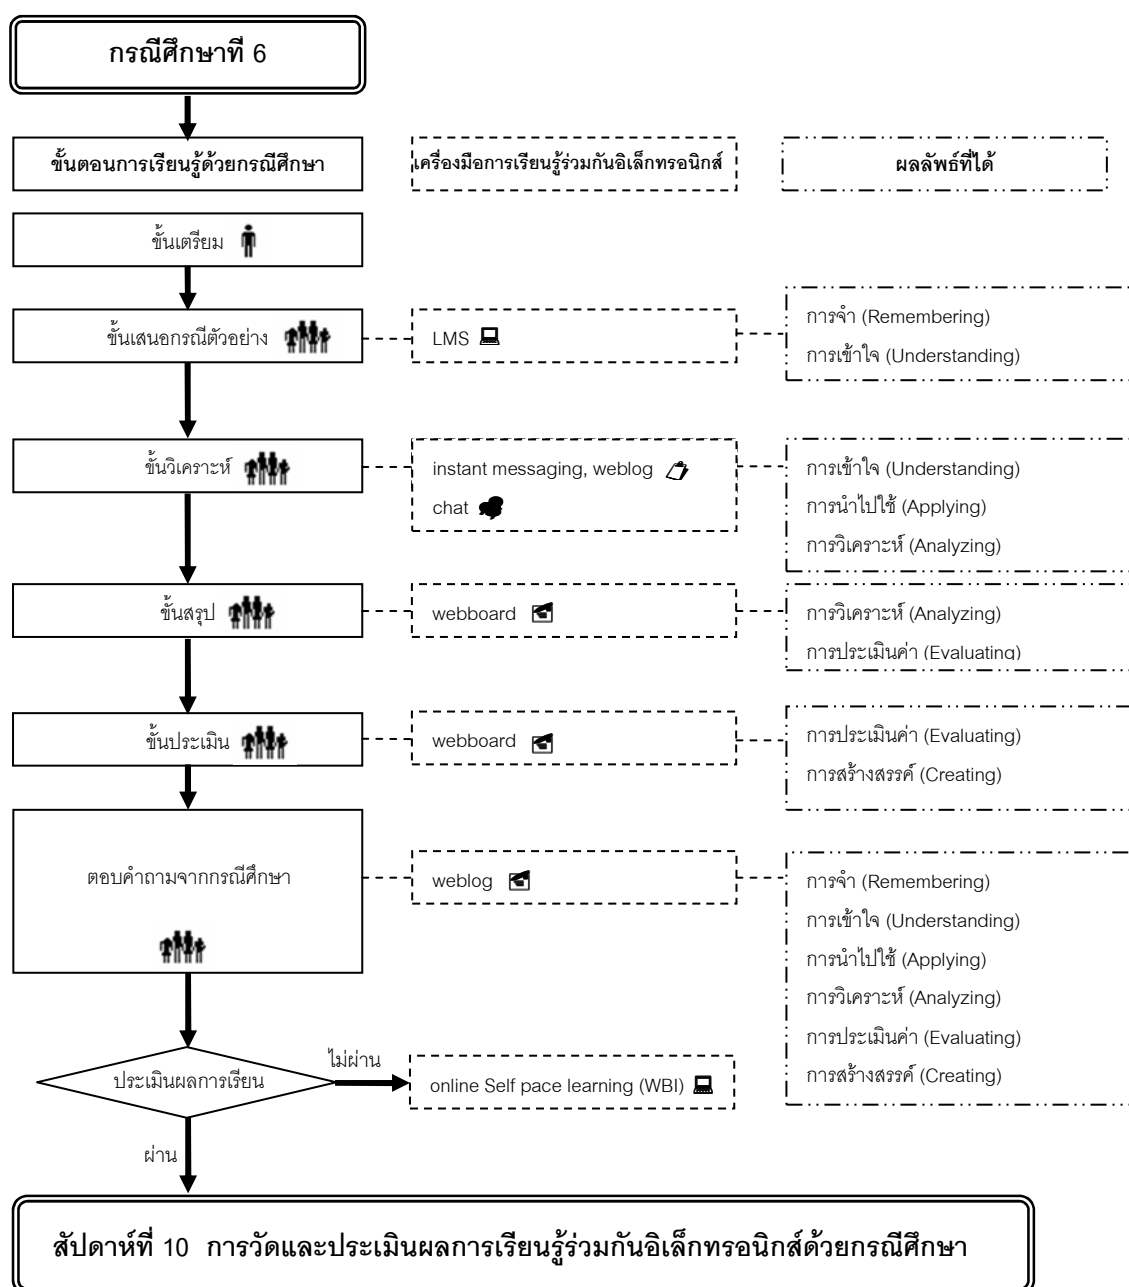 กรณีศึกษาที่ 6
ขั้นตอนการเรียนรู้ด้วยกรณีศึกษา
เครื่องมือการเรียนรู้ร่วมกันอิเล็กทรอนิกส์
ผลลัพธ์ที่ได้
ขั้นเตรียม
ขั้นเสนอกรณีตัวอย่าง
LMS
การจำ (Remembering)
การเข้าใจ (Understanding)
ขั้นวิเคราะห์
instant messaging, weblog
chat
การเข้าใจ (Understanding)
การนำไปใช้ (Applying)
การวิเคราะห์ (Analyzing)
ขั้นสรุป
webboard
การวิเคราะห์ (Analyzing)
การประเมินค่า (Evaluating)
ขั้นประเมิน
webboard
การประเมินค่า (Evaluating)
การสร้างสรรค์ (Creating)
ตอบคำถามจากกรณีศึกษา
weblog
การจำ (Remembering)
การเข้าใจ (Understanding)
การนำไปใช้ (Applying)
การวิเคราะห์ (Analyzing)
การประเมินค่า (Evaluating)
การสร้างสรรค์ (Creating)
ประเมินผลการเรียน
ไม่ผ่าน
online Self pace learning (WBI)
ผ่าน
สัปดาห์ที่ 10 การวัดและประเมินผลการเรียนรู้ร่วมกันอิเล็กทรอนิกส์ด้วยกรณีศึกษา